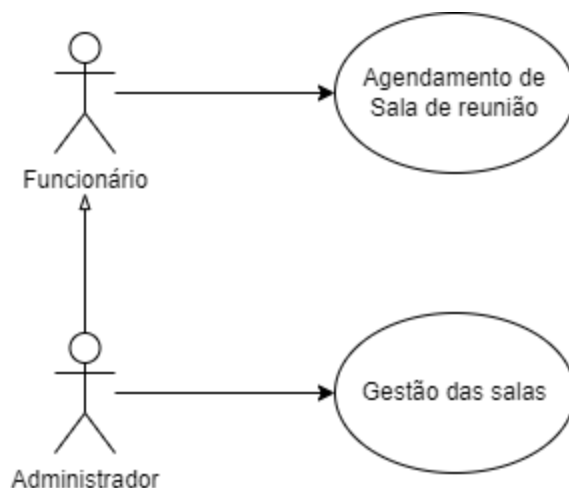 Agendamento de
Sala de reunião
Funcionário
Gestão das salas
Administrador